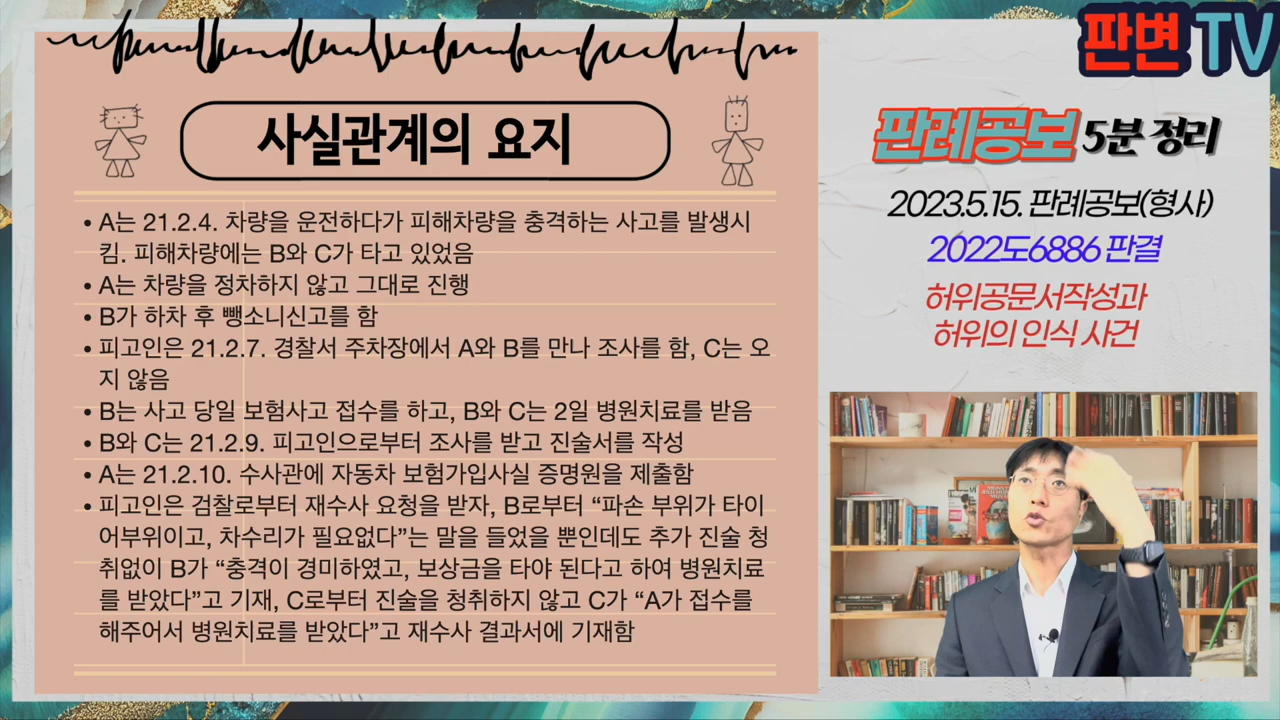 판변 TV
사실관계의 요지
• A는 21.2.4. 차량을 운전하다가 피해차량을 충격하는 사고를 발생시
킴. 피해차량에는 B와 C가 타고 있었음
• A는 차량을 정차하지 않고 그대로 진행
• B가 하차 후 뺑소니신고를 함
• 피고인은 21.2.7. 경찰서 주차장에서 A와 B를 만나 조사를 함, C는 오
지 않음
• B는 사고 당일 보험사고 접수를 하고, B와 C는 2일 병원치료를 받음
• B와 C는 21.2.9. 피고인으로부터 조사를 받고 진술서를 작성
• A는 21.2.10. 수사관에 자동차 보험가입사실 증명원을 제출함
• 피고인은 검찰로부터 재수사 요청을 받자, B로부터 “파손 부위가 타이
어부위이고, 차수리가 필요없다”는 말을 들었을 뿐인데도 추가 진술 청
취없이 B가 “충격이 경미하였고, 보상금을 타야 된다고 하여 병원치료
를 받았다”고 기재, C로부터 진술을 청취하지 않고 C가 “A가 접수를
해주어서 병원치료를 받았다”고 재수사 결과서에 기재함
판례공보 5분 정리
2023.5.15. 판례공보(형사)
2022도6886 판결
허위공문서작성과
허위의 인식 사건